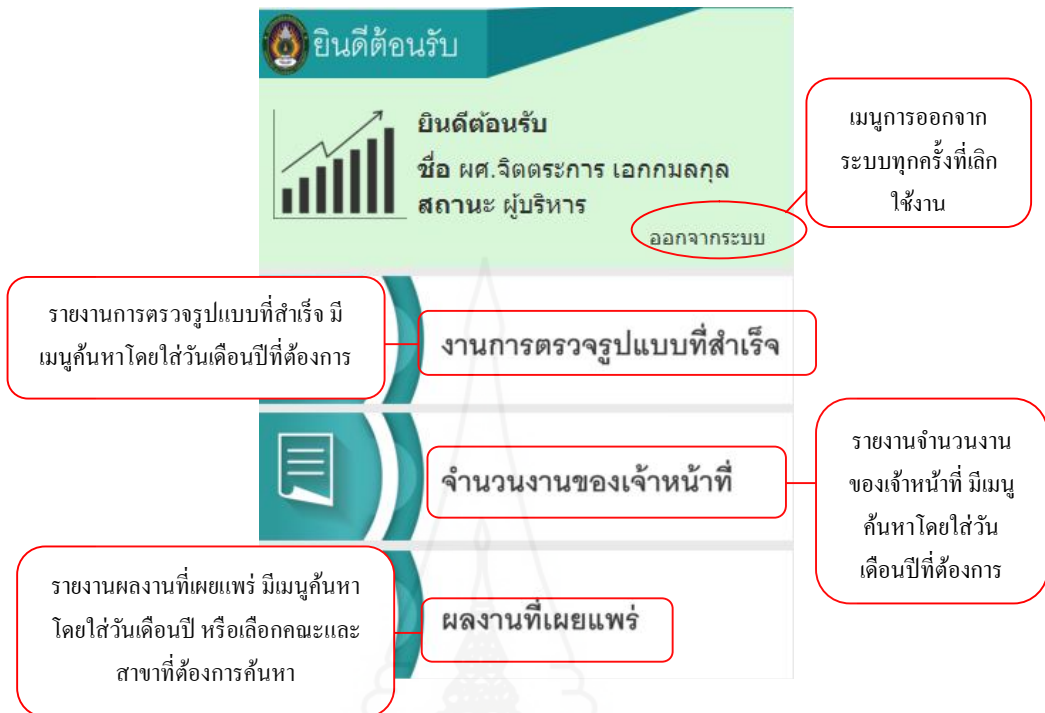 ยินดีต้อนรับ
ยินดีต้อนรับ
ชื่อ ผศ.จิตตระการ เอกกมลกุล
สถานะ ผู้บริหาร
ออกจากระบบ
เมนูการออกจาก
ระบบทุกครั้งที่เลิก
ใช้งาน
รายงานการตรวจรูปแบบที่สำเร็จ มี
เมนูค้นหาโดยใส่วันเดือนปีที่ต้องการ
งานการตรวจรูปแบบที่สำเร็จ
จำนวนงานของเจ้าหน้าที่
รายงานจำนวนงาน
ของเจ้าหน้าที่ มีเมนู
ค้นหาโดยใส่วัน
เดือนปีที่ต้องการ
รายงานผลงานที่เผยแพร่ มีเมนูค้นหา
โดยใส่วันเดือนปี หรือเลือกคณะและ
สาขาที่ต้องการค้นหา
ผลงานที่เผยแพร่